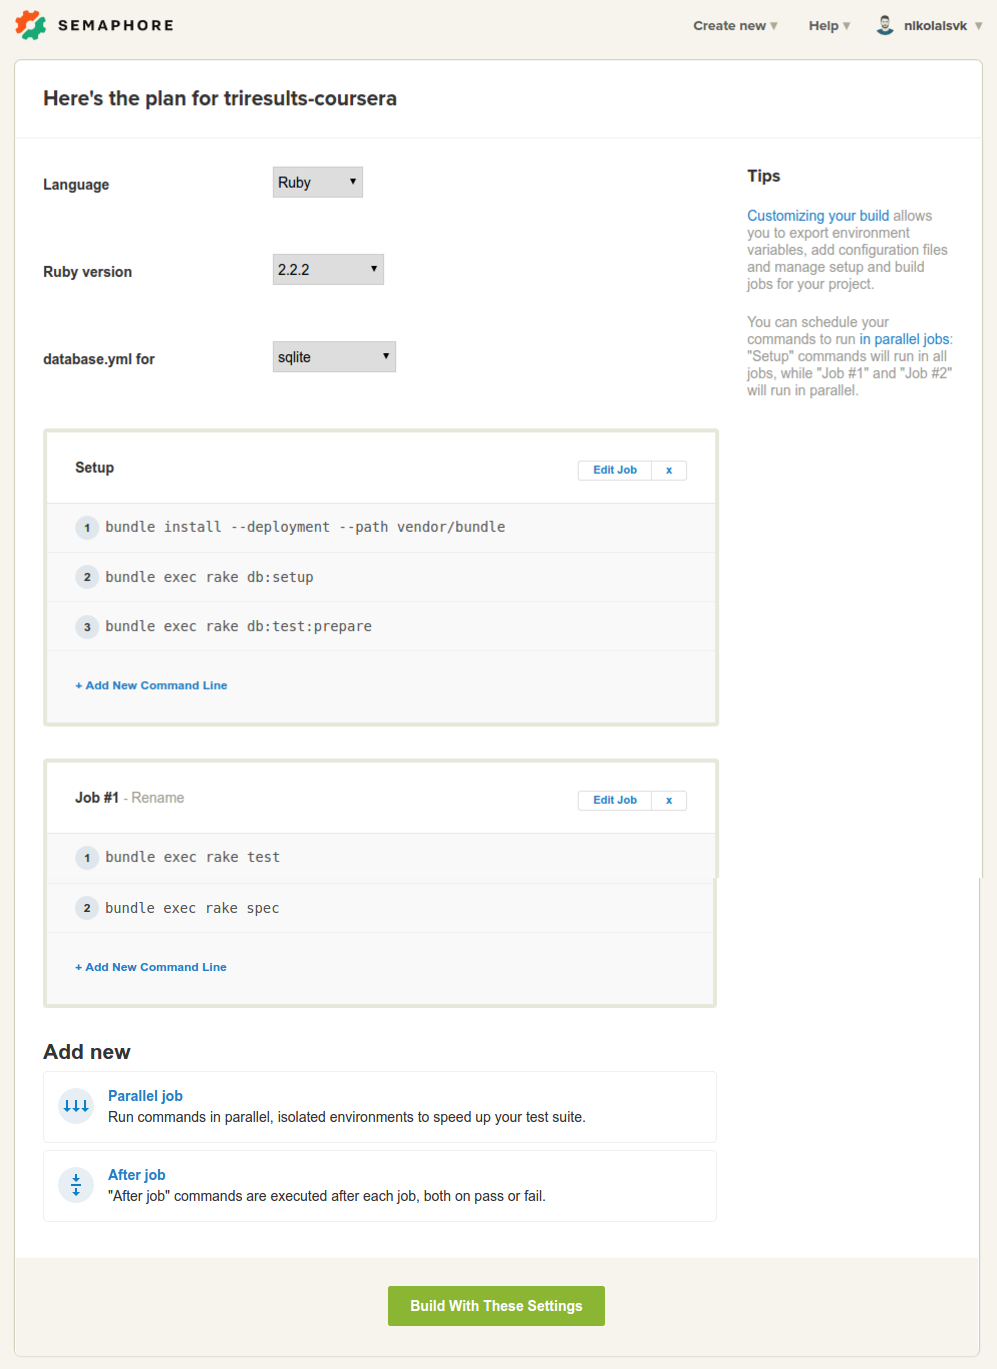 SEMAPHORE
Create new ▼ Help ▼ nikolalsvk ▼
Here's the plan for triresults-coursera
Language
Ruby
Ruby version
2.2.2
database.yml for
sqlite
Tips
Customizing your build allows
you to export environment
variables, add configuration files
and manage setup and build
jobs for your project.
You can schedule your
commands to run in parallel jobs:
"Setup" commands will run in all
jobs, while "Job #1" and "Job #2"
will run in parallel.
Setup
Edit Job x
1 bundle install --deployment --path vendor/bundle
2 bundle exec rake db:setup
3 bundle exec rake db:test:prepare
+ Add New Command Line
Job #1 - Rename
Edit Job x
1 bundle exec rake test
2 bundle exec rake spec
+ Add New Command Line
Add new
Parallel job
Run commands in parallel, isolated environments to speed up your test suite.
After job
"After job" commands are executed after each job, both on pass or fail.
Build With These Settings